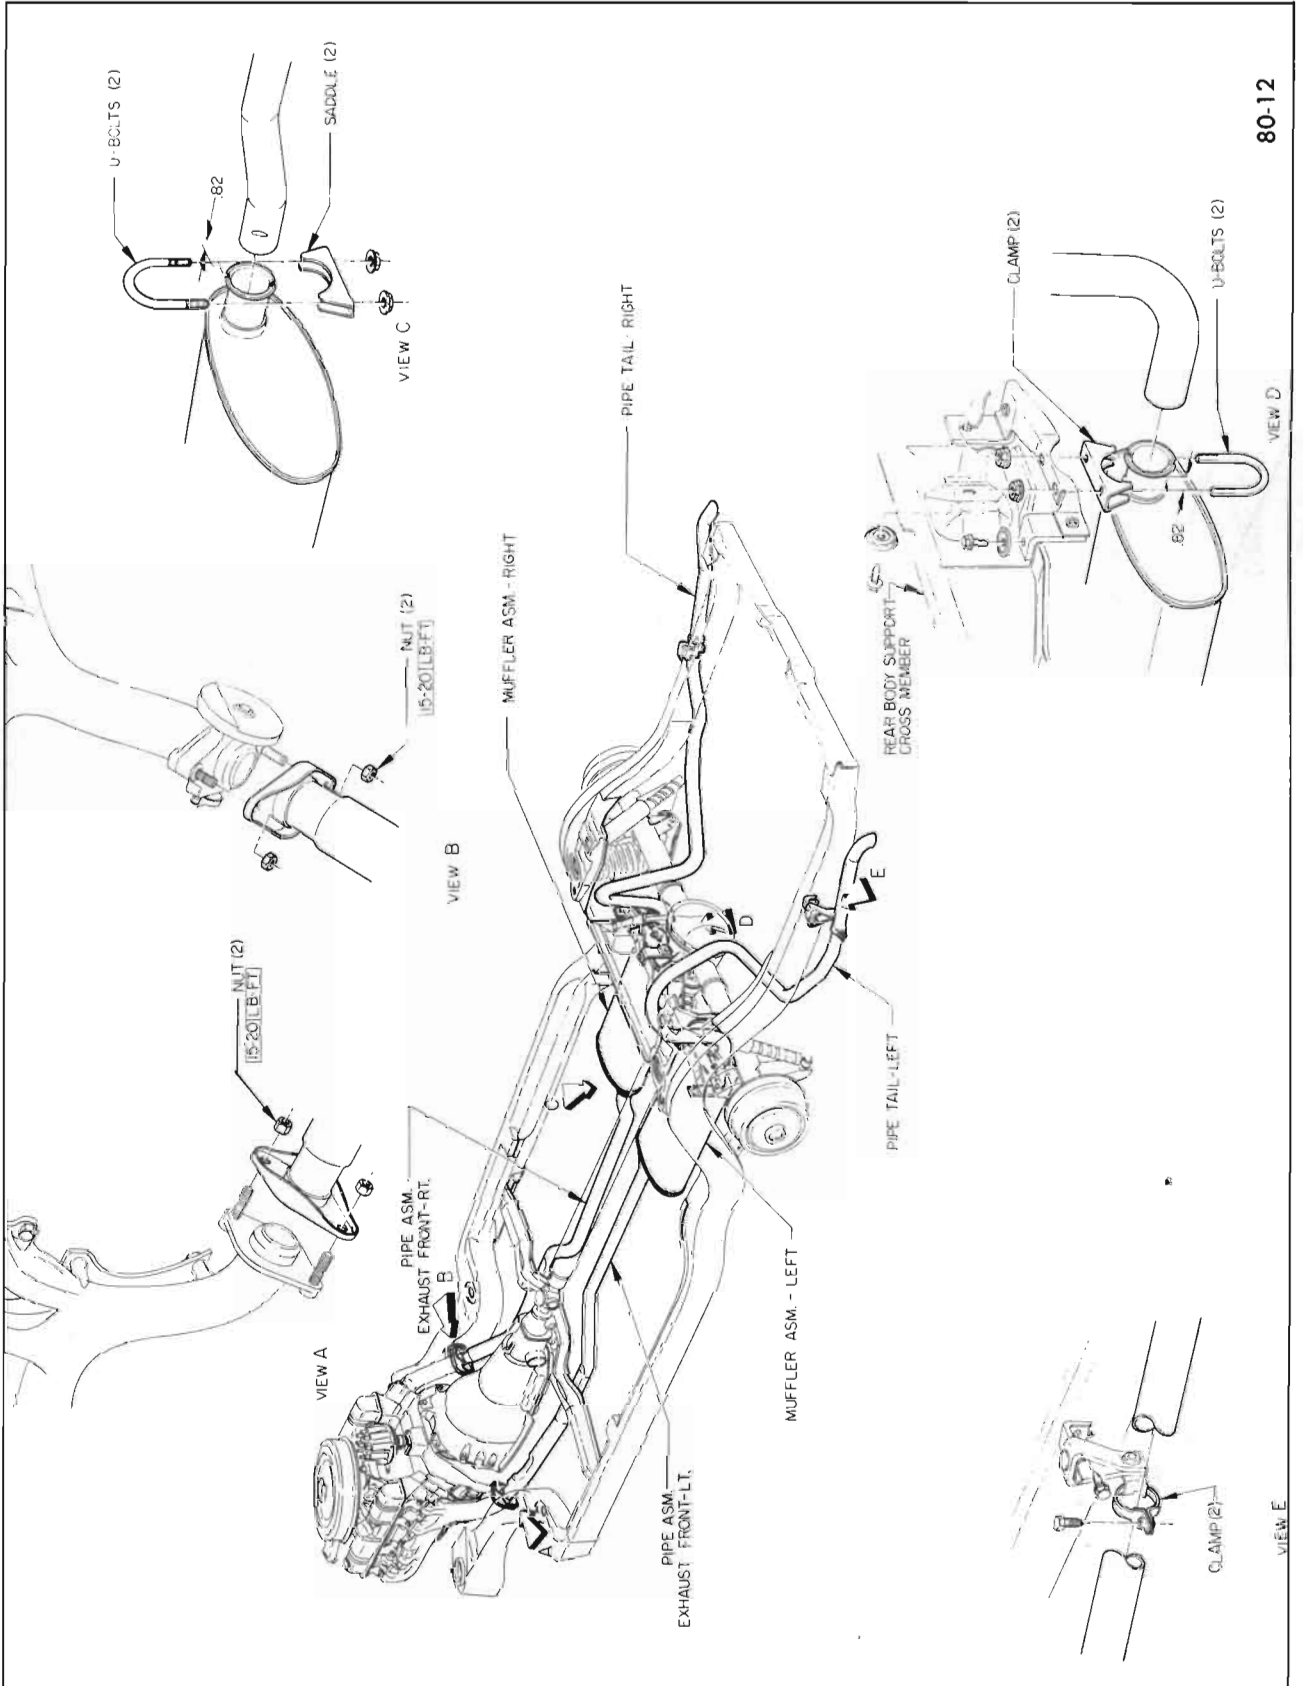 U-BOLTS (2)
.82
SADDLE (2)
VIEW C
NUT (2)
15-20 LB-FT
VIEW B
NUT (2)
15-20 LB-FT
VIEW A
PIPE TAIL - RIGHT
MUFFLER ASM. - RIGHT
PIPE ASM.
EXHAUST FRONT-RT.
B
C
D
E
A
PIPE TAIL-LEFT
MUFFLER ASM. - LEFT
PIPE ASM.
EXHAUST FRONT-LT.
CLAMP (2)
REAR BODY SUPPORT
CROSS MEMBER
.82
U-BOLTS (2)
VIEW D
CLAMP (2)
VIEW E
80-12